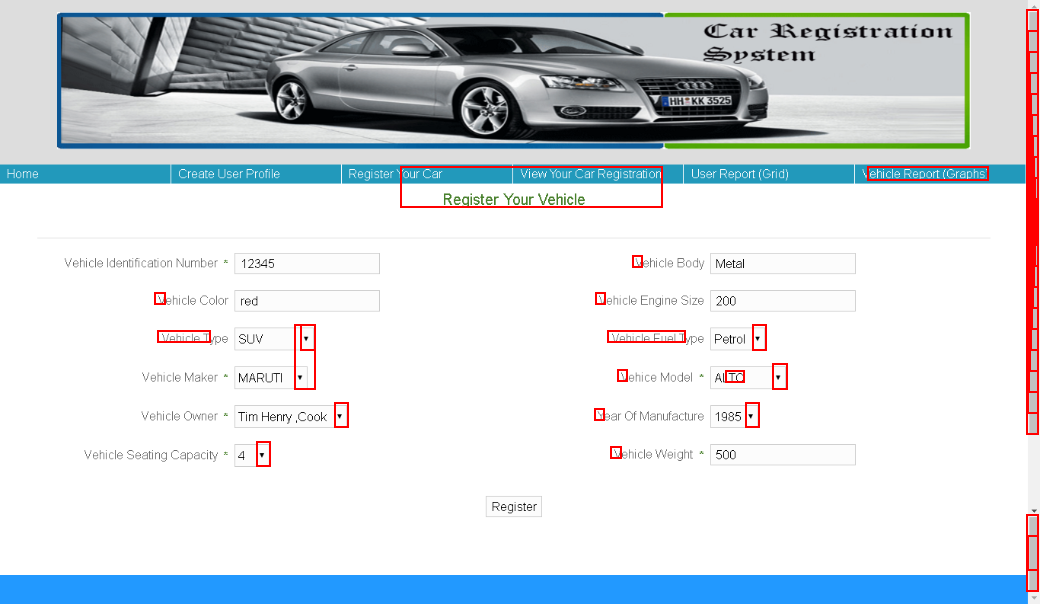 Car Registration
System
HH KK 3525
Home Create User Profile Register Your Car View Your Car Registration User Report (Grid) Vehicle Report (Graphs)
Register Your Vehicle
Vehicle Identification Number * 12345 Vehicle Body Metal
Vehicle Color red Vehicle Engine Size 200
Vehicle Type SUV Vehicle Fuel Type Petrol
Vehicle Maker * MARUTI Vehice Model * ALTO
Vehicle Owner * Tim Henry ,Cook Year Of Manufacture 1985
Vehicle Seating Capacity * 4 Vehicle Weight * 500
Register